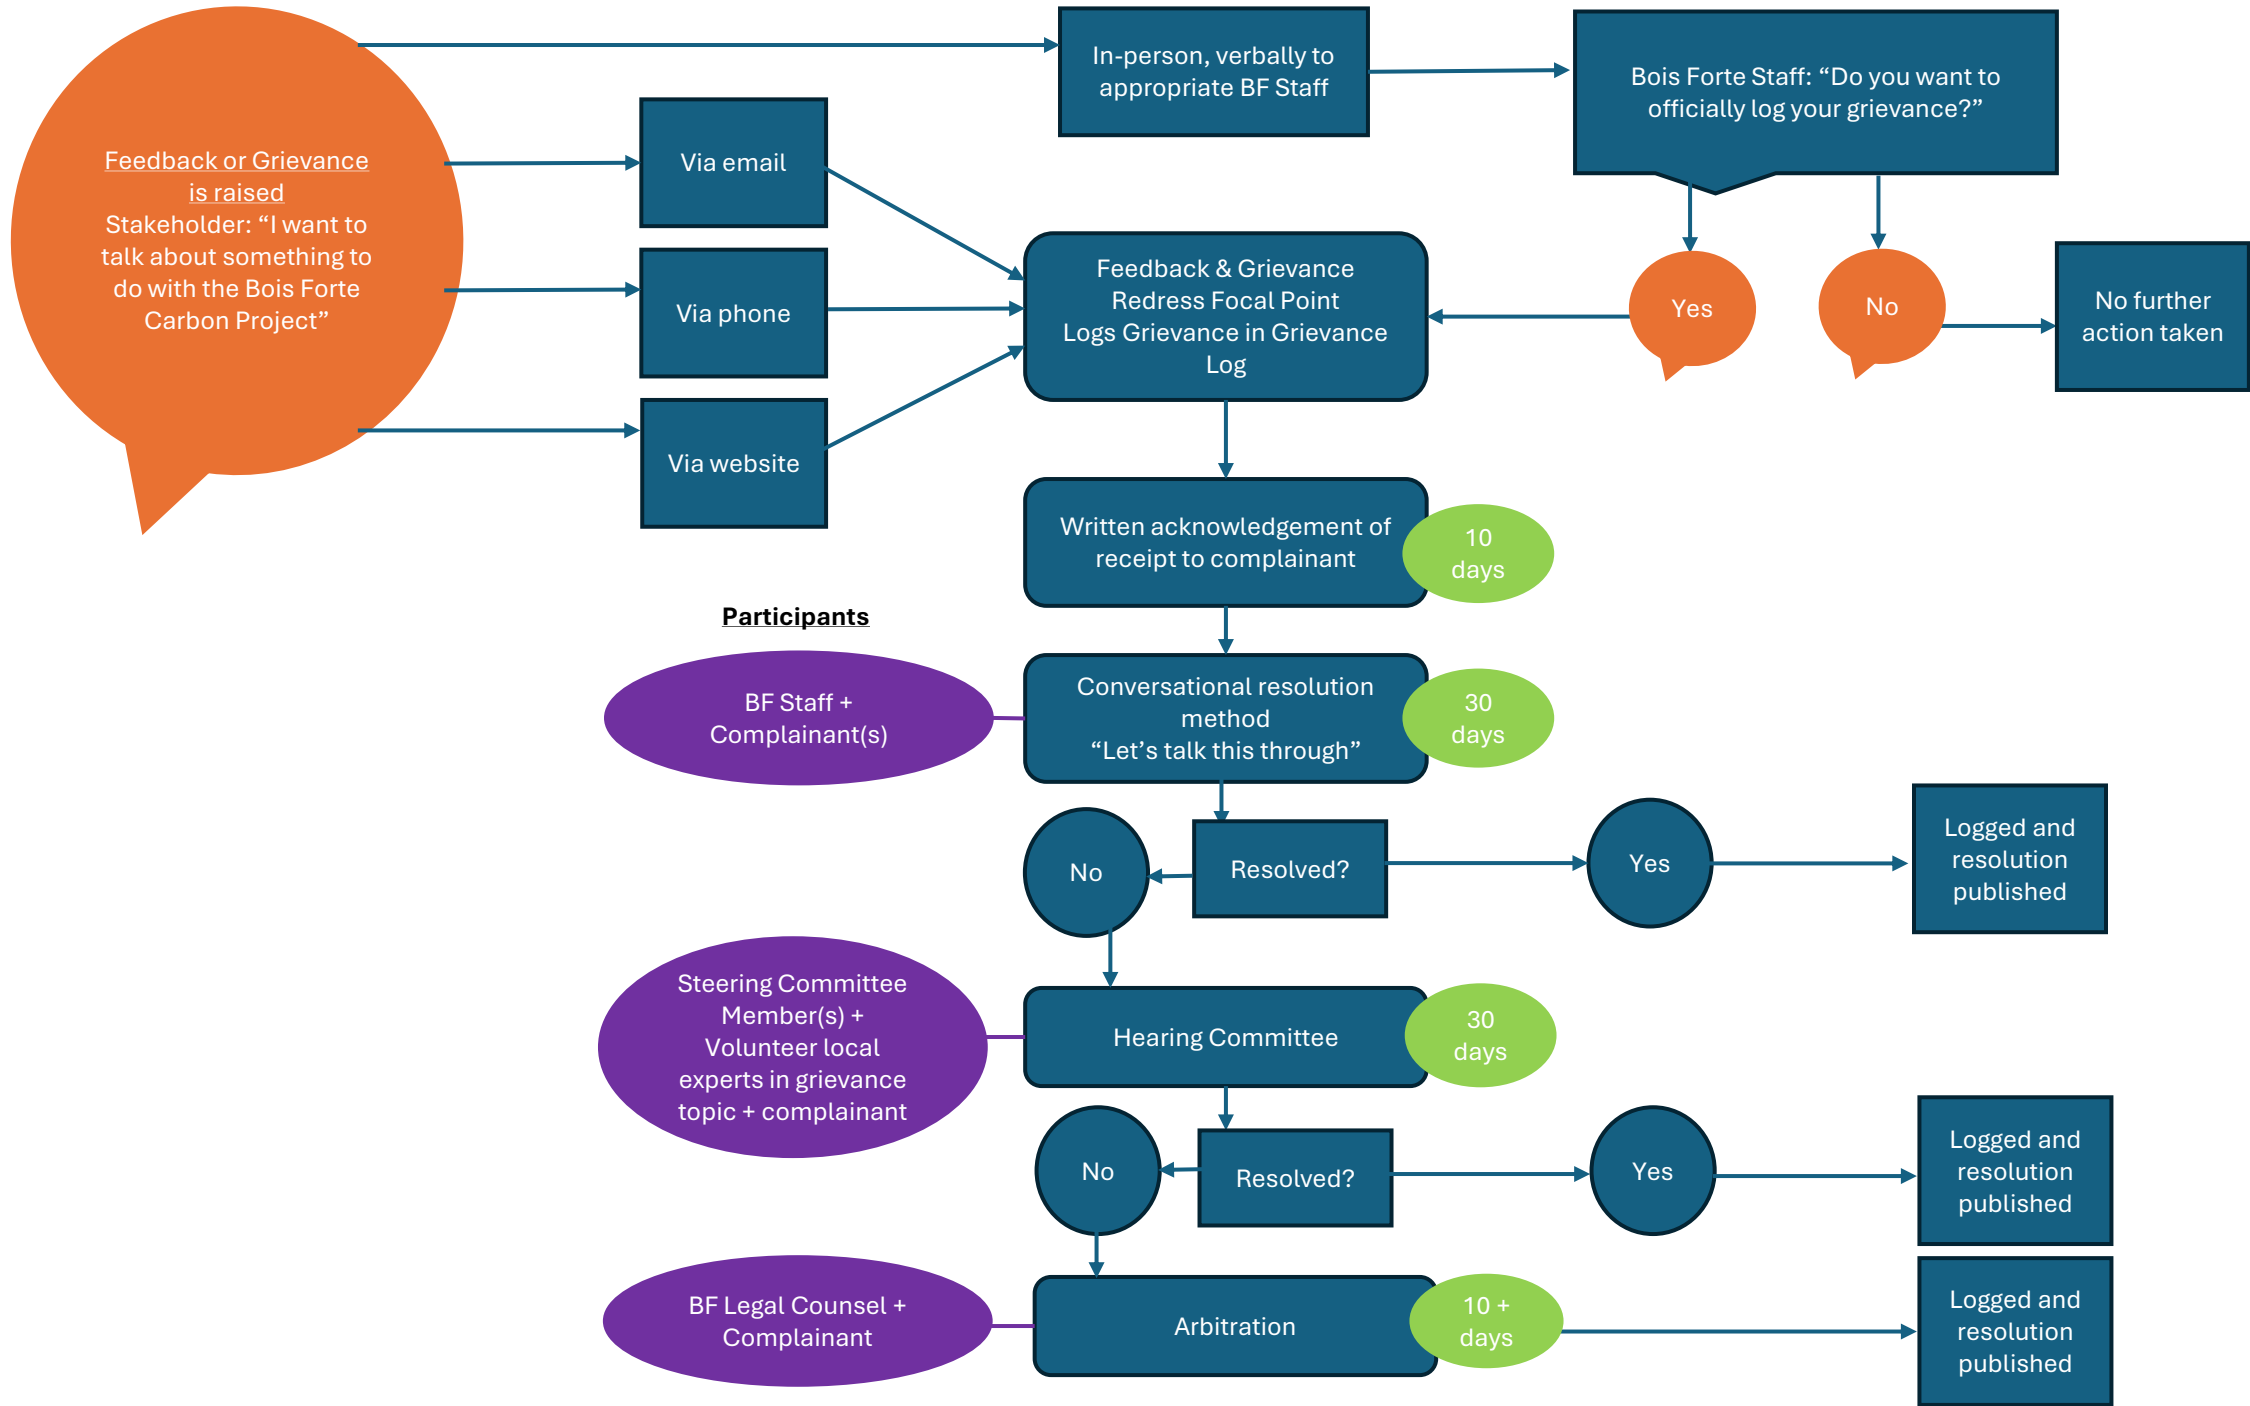 In-person, verbally to
appropriate BF Staff
Bois Forte Staff: “Do you want to
officially log your grievance?”
Feedback or Grievance
is raised
Stakeholder: “I want to
talk about something to
do with the Bois Forte
Carbon Project”
Via email
Via phone
Via website
Feedback & Grievance
Redress Focal Point
Logs Grievance in Grievance
Log
Yes
No
No further
action taken
Written acknowledgement of
receipt to complainant
10
days
Participants
BF Staff +
Complainant(s)
Conversational resolution
method
“Let’s talk this through”
30
days
No
Resolved?
Yes
Logged and
resolution
published
Steering Committee
Member(s) +
Volunteer local
experts in grievance
topic + complainant
Hearing Committee
30
days
No
Resolved?
Yes
Logged and
resolution
published
BF Legal Counsel +
Complainant
Arbitration
10 +
days
Logged and
resolution
published